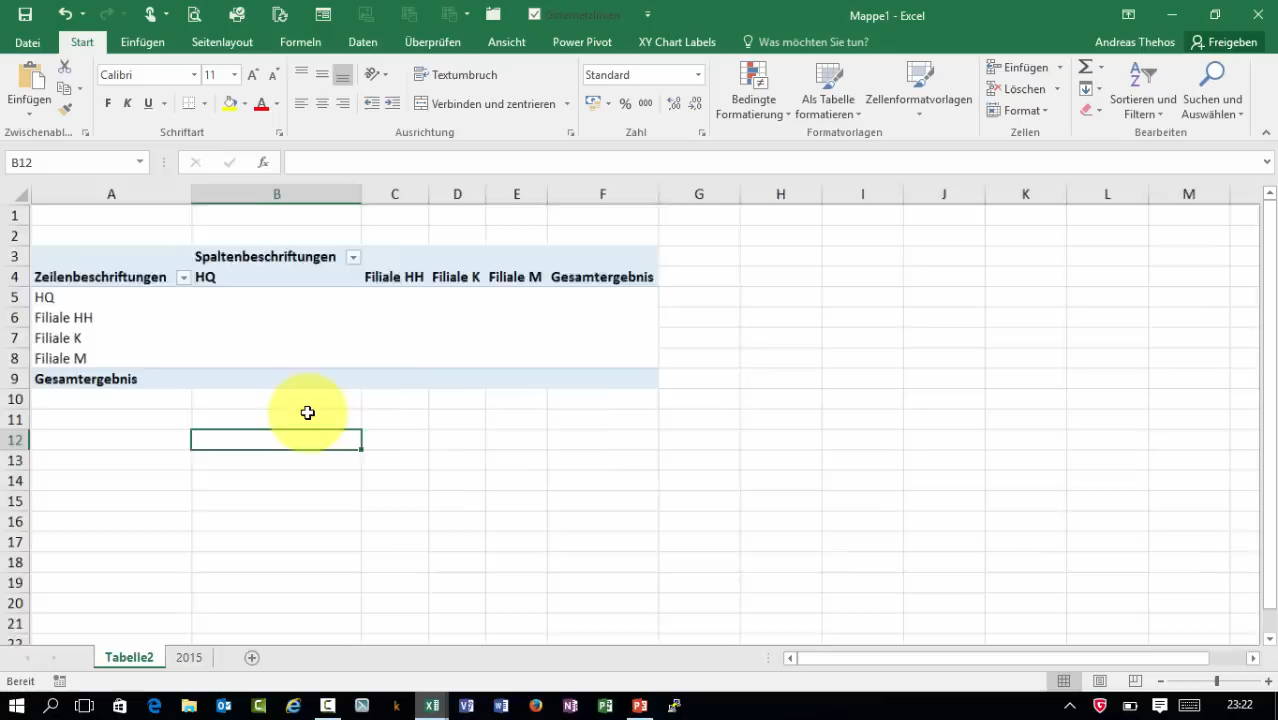 Mappe1 - Excel
Gitternetzlinien
Datei Start Einfügen Seitenlayout Formeln Daten Überprüfen Ansicht Power Pivot XY Chart Labels Was möchten Sie tun? Andreas Thehos Freigeben
Einfügen
Zwischenabl...
Calibri 11
F K U
Schriftart
Textumbruch
Verbinden und zentrieren
Ausrichtung
Standard
% 000
Zahl
Bedingte Formatierung
Als Tabelle formatieren
Zellenformatvorlagen
Formatvorlagen
Einfügen
Löschen
Format
Zellen
Sortieren und Filtern
Suchen und Auswählen
Bearbeiten
B12 fx
A B C D E F G H I J K L M
1
2
3 Spaltenbeschriftungen
4 Zeilenbeschriftungen HQ Filiale HH Filiale K Filiale M Gesamtergebnis
5 HQ
6 Filiale HH
7 Filiale K
8 Filiale M
9 Gesamtergebnis
10
11
12
13
14
15
16
17
18
19
20
21
22
Tabelle2 2015
Bereit
23:22